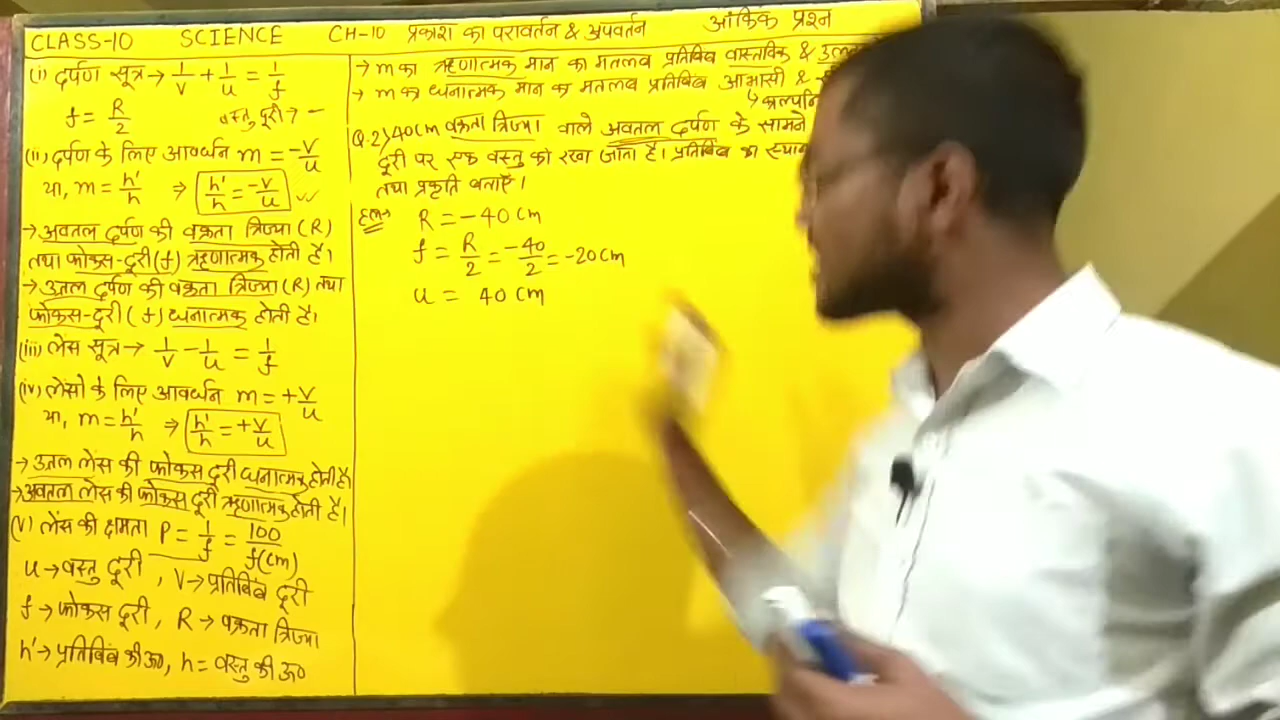 CLASS-10 SCIENCE CH-10 प्रकाश का परावर्तन & अपवर्तन आंकिक प्रश्न
(i) दर्पण सूत्र → 1/v + 1/u = 1/f
f = R/2 वस्तु दूरी → −
(ii) दर्पण के लिए आवर्धन m = -v/u
या, m = h'/h ⇒ h'/h = -v/u
→ अवतल दर्पण की वक्रता त्रिज्या (R)
तथा फोकस-दूरी (f) ऋणात्मक होती है।
→ उत्तल दर्पण की वक्रता त्रिज्या (R) तथा
फोकस-दूरी (f) धनात्मक होती है।
(iii) लेंस सूत्र → 1/v - 1/u = 1/f
(iv) लेंसो के लिए आवर्धन m = +v/u
या, m = h'/h ⇒ h'/h = +v/u
→ उत्तल लेंस की फोकस दूरी धनात्मक होती है
→ अवतल लेंस की फोकस दूरी ऋणात्मक होती है।
(v) लेंस की क्षमता P = 1/f = 100/f(cm)
u → वस्तु दूरी, v → प्रतिबिंब दूरी
f → फोकस दूरी, R → वक्रता त्रिज्या
h' → प्रतिबिंब की ऊ०, h = वस्तु की ऊ०
→ m का ऋणात्मक मान का मतलब प्रतिबिंब वास्तविक &
→ m का धनात्मक मान का मतलब प्रतिबिंब आभासी &
Q.2) 40cm वक्रता त्रिज्या वाले अवतल दर्पण के सामने
दूरी पर एक वस्तु को रखा जाता है। प्रतिबिंब का स्थान
तथा प्रकृति बताएँ।
हल→ R = -40 cm
f = R/2 = -40/2 = -20cm
u = 40 cm